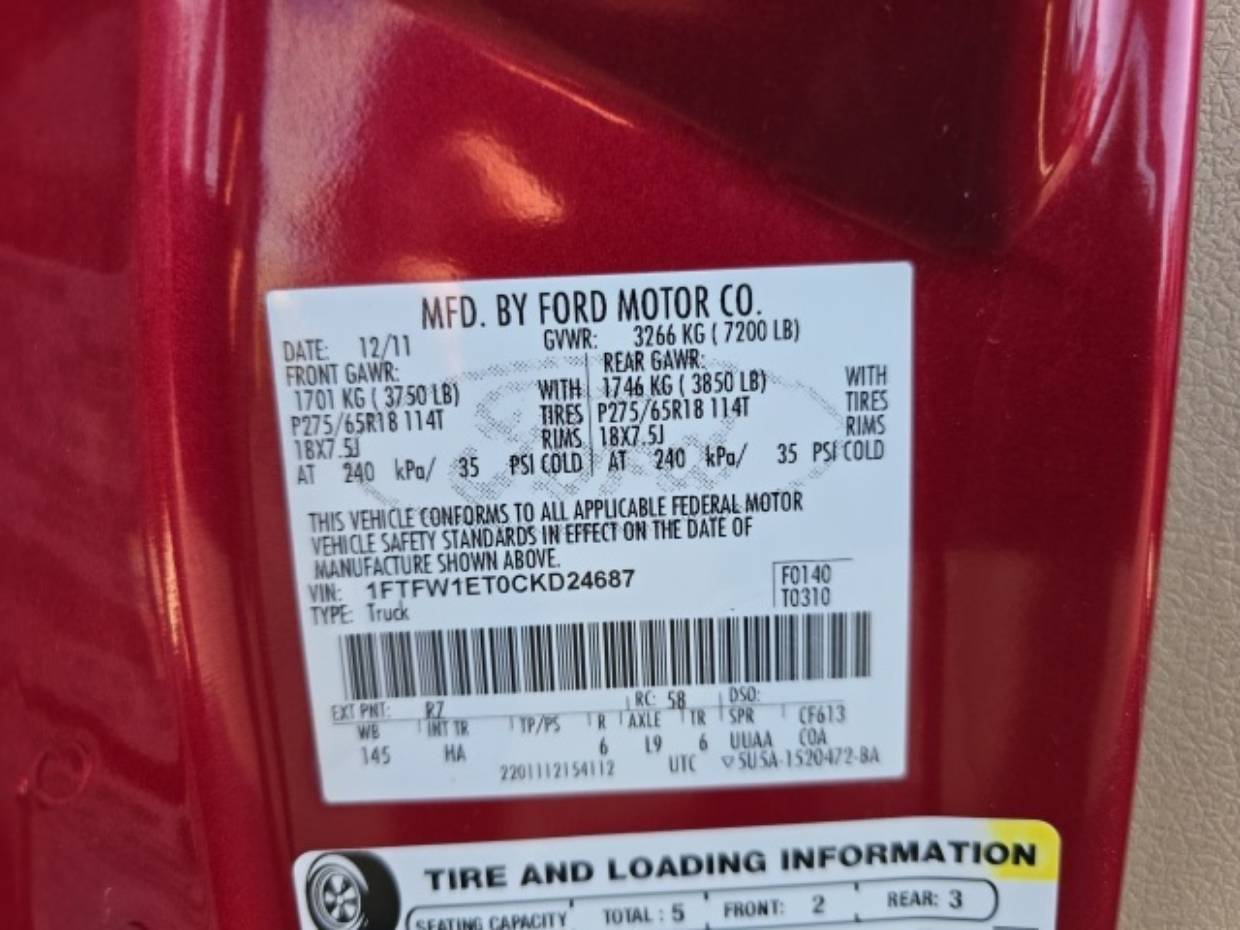 MFD. BY FORD MOTOR CO.
DATE: 12/11 GVWR: 3266 KG ( 7200 LB)
FRONT GAWR: REAR GAWR:
1701 KG ( 3750 LB) WITH 1746 KG ( 3850 LB) WITH
P275/65R18 114T TIRES P275/65R18 114T TIRES
18X7.5J RIMS 18X7.5J RIMS
AT 240 kPa/ 35 PSI COLD AT 240 kPa/ 35 PSI COLD
THIS VEHICLE CONFORMS TO ALL APPLICABLE FEDERAL MOTOR
VEHICLE SAFETY STANDARDS IN EFFECT ON THE DATE OF
MANUFACTURE SHOWN ABOVE.
VIN: 1FTFW1ET0CKD24687 F0140
TYPE: Truck T0310
EXT PNT: RZ RC: 58 DSO:
WB INT TR TP/PS R AXLE TR SPR CF613
145 HA 6 L9 6 UUAA COA
2201112154112 UTC ▽5U5A-1520472-BA
TIRE AND LOADING INFORMATION
SEATING CAPACITY TOTAL : 5 FRONT: 2 REAR: 3